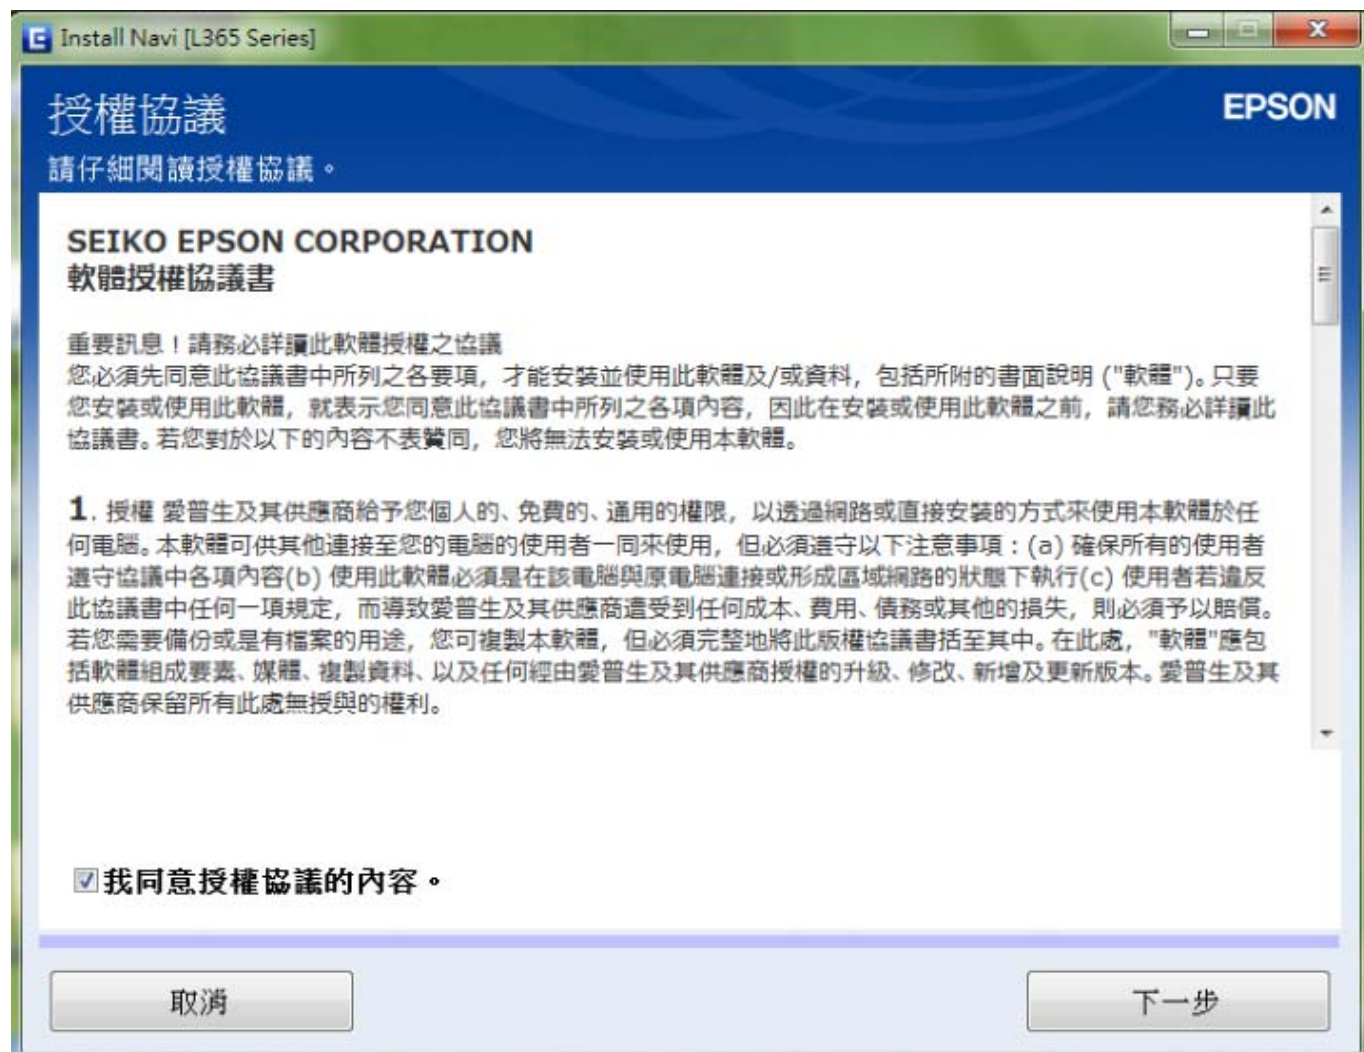 Install Navi [L365 Series]
授權協議
EPSON
請仔細閱讀授權協議。
SEIKO EPSON CORPORATION
軟體授權協議書
重要訊息！請務必詳讀此軟體授權之協議
您必須先同意此協議書中所列之各要項，才能安裝並使用此軟體及/或資料，包括所附的書面說明 ("軟體")。只要
您安裝或使用此軟體，就表示您同意此協議書中所列之各項內容，因此在安裝或使用此軟體之前，請您務必詳讀此
協議書。若您對於以下的內容不表贊同，您將無法安裝或使用本軟體。
1. 授權 愛普生及其供應商給予您個人的、免費的、通用的權限，以透過網路或直接安裝的方式來使用本軟體於任
何電腦。本軟體可供其他連接至您的電腦的使用者一同來使用，但必須遵守以下注意事項：(a) 確保所有的使用者
遵守協議中各項內容(b) 使用此軟體必須是在該電腦與原電腦連接或形成區域網路的狀態下執行(c) 使用者若違反
此協議書中任何一項規定，而導致愛普生及其供應商遭受到任何成本、費用、債務或其他的損失，則必須予以賠償。
若您需要備份或是有檔案的用途，您可複製本軟體，但必須完整地將此版權協議書括至其中。在此處，"軟體"應包
括軟體組成要素、媒體、複製資料、以及任何經由愛普生及其供應商授權的升級、修改、新增及更新版本。愛普生及其
供應商保留所有此處無授與的權利。
我同意授權協議的內容。
取消
下一步